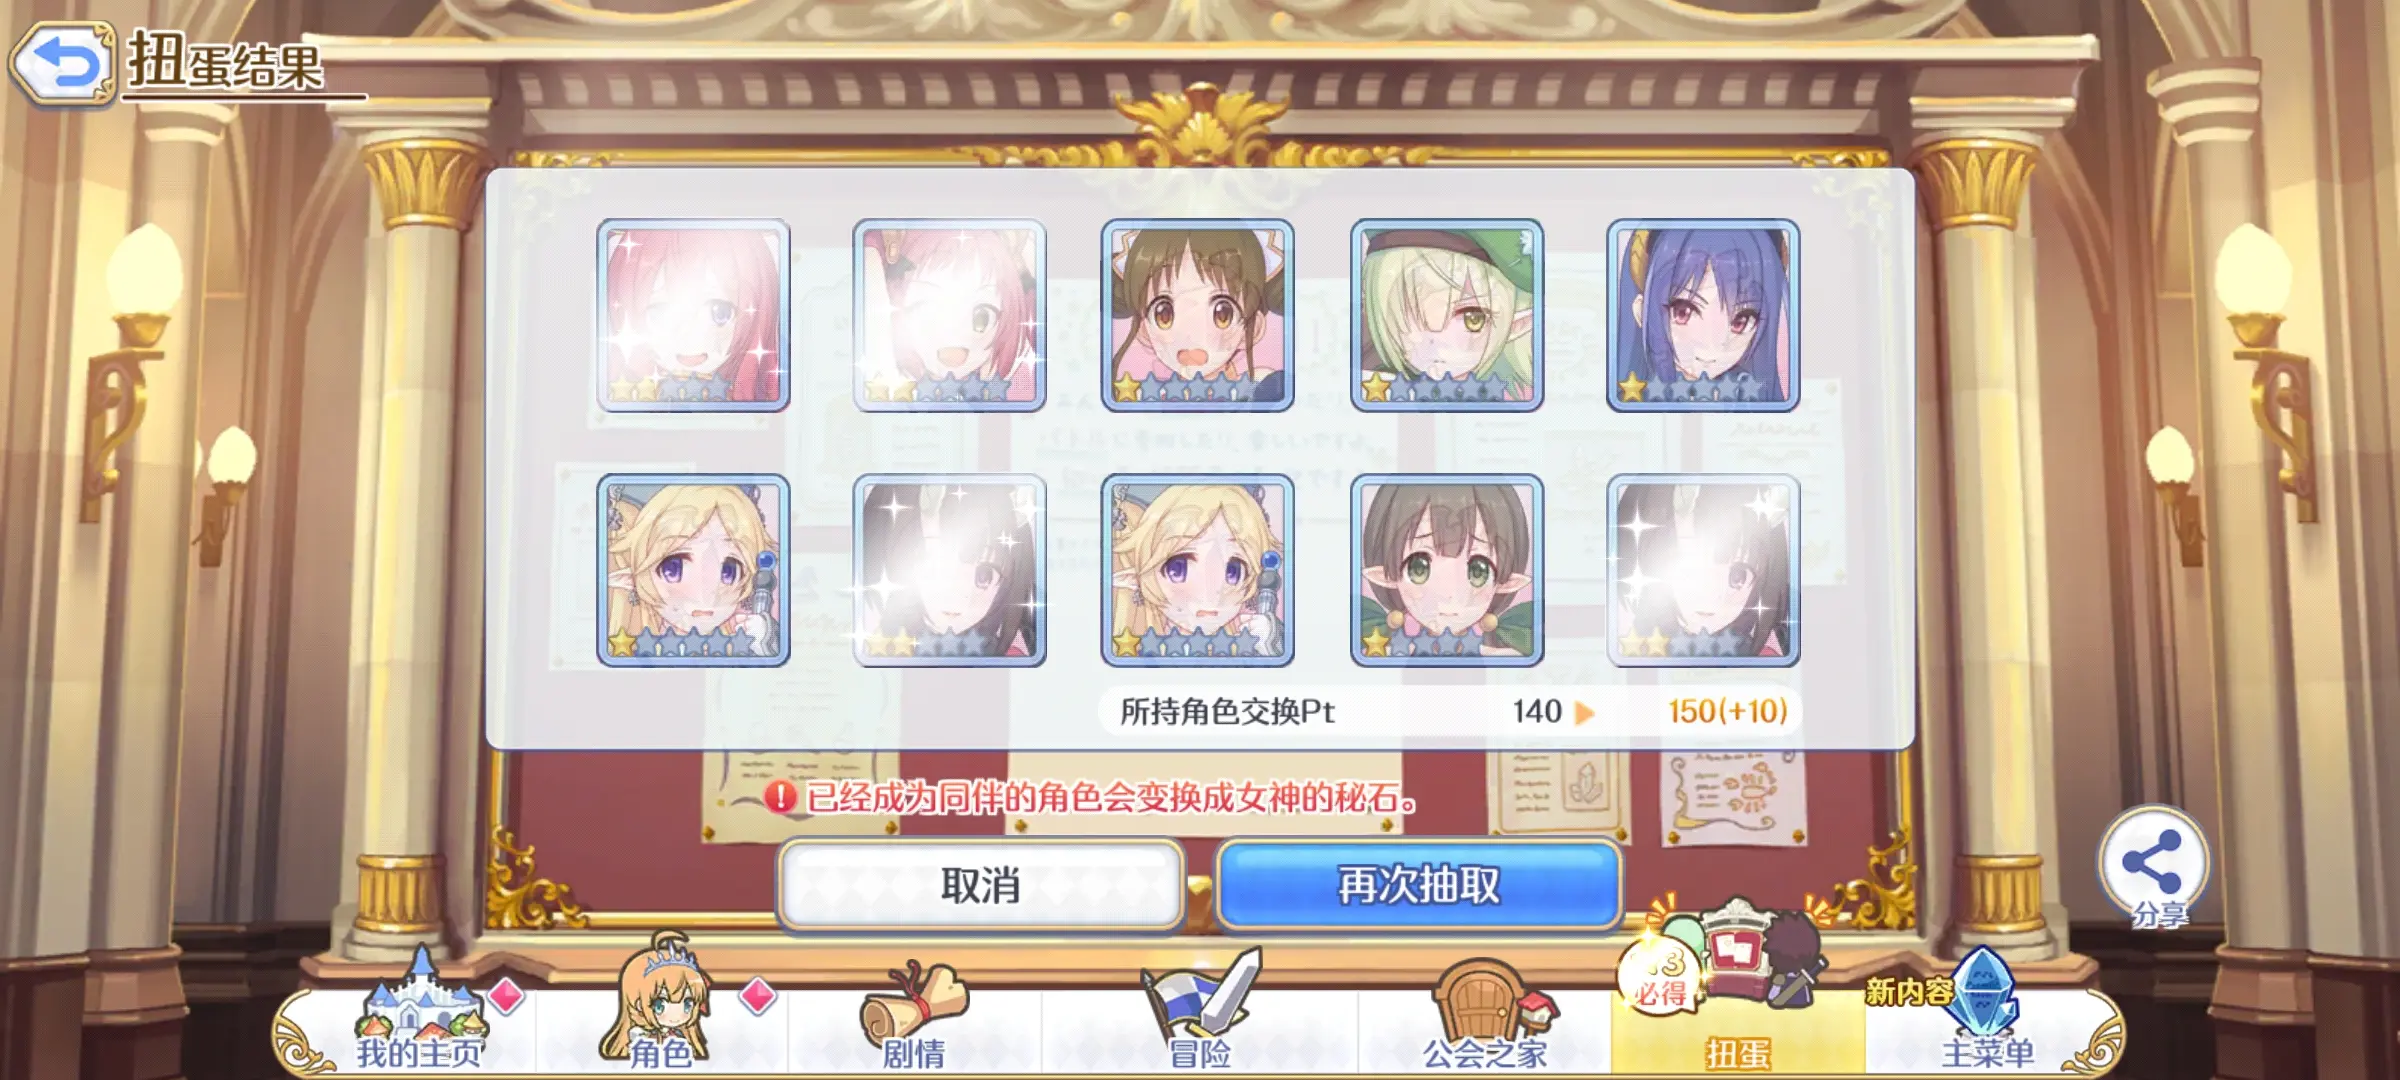 扭蛋结果
所持角色交换Pt 140 150(+10)
已经成为同伴的角色会变换成女神的秘石。
取消
再次抽取
分享
必得
新内容
我的主页
角色
剧情
冒险
公会之家
扭蛋
主菜单